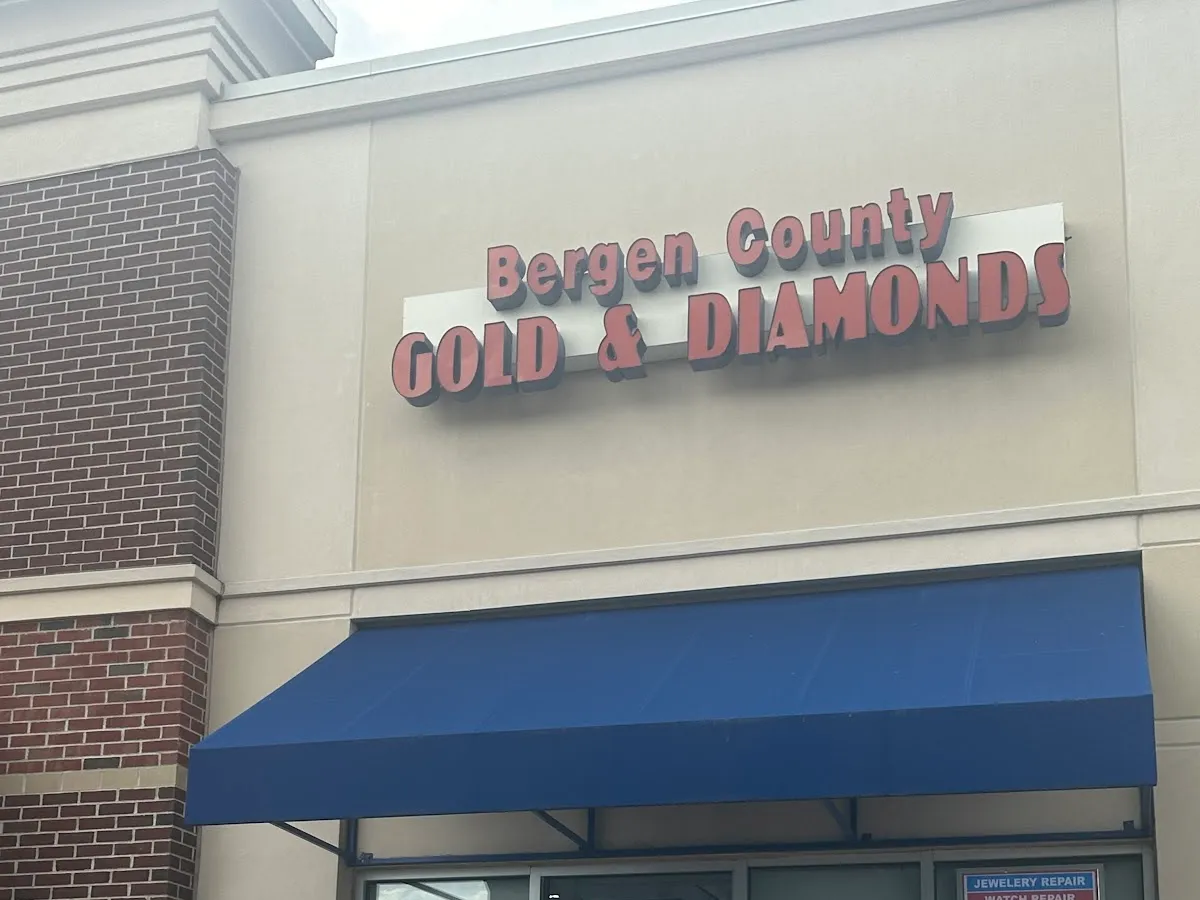 Bergen County
GOLD & DIAMONDS
JEWELERY REPAIR
WATCH REPAIR